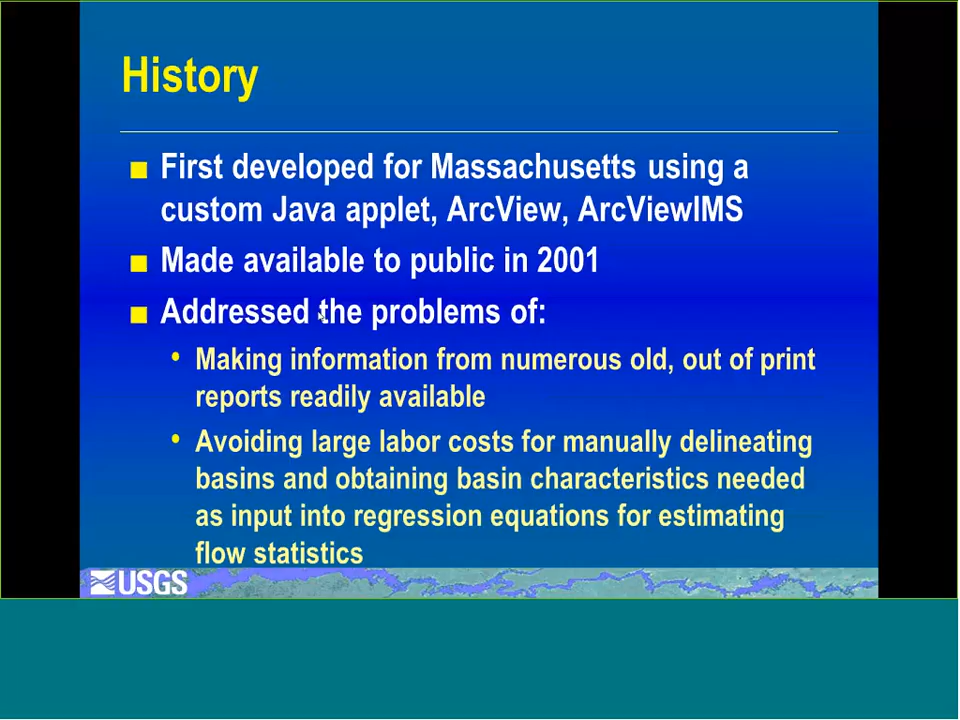 History
First developed for Massachusetts using a
custom Java applet, ArcView, ArcViewIMS
Made available to public in 2001
Addressed the problems of:
Making information from numerous old, out of print
reports readily available
Avoiding large labor costs for manually delineating
basins and obtaining basin characteristics needed
as input into regression equations for estimating
flow statistics
USGS